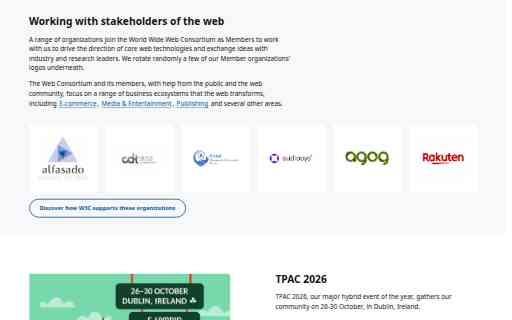 Working with stakeholders of the web
A range of organizations join the World Wide Web Consortium as Members to work
with us to drive the direction of core web technologies and exchange ideas with
industry and research leaders. We rotate randomly a few of our Member organizations'
logos underneath.
The Web Consortium and its members, with help from the public and the web
community, focus on a range of business ecosystems that the web transforms,
including E-commerce, Media & Entertainment, Publishing and several other areas.
alfasado
cdt
agog
Rakuten
Discover how W3C supports these organizations
26–30 OCTOBER
DUBLIN, IRELAND
TPAC 2026
TPAC 2026, our major hybrid event of the year, gathers our
community on 26-30 October, in Dublin, Ireland.